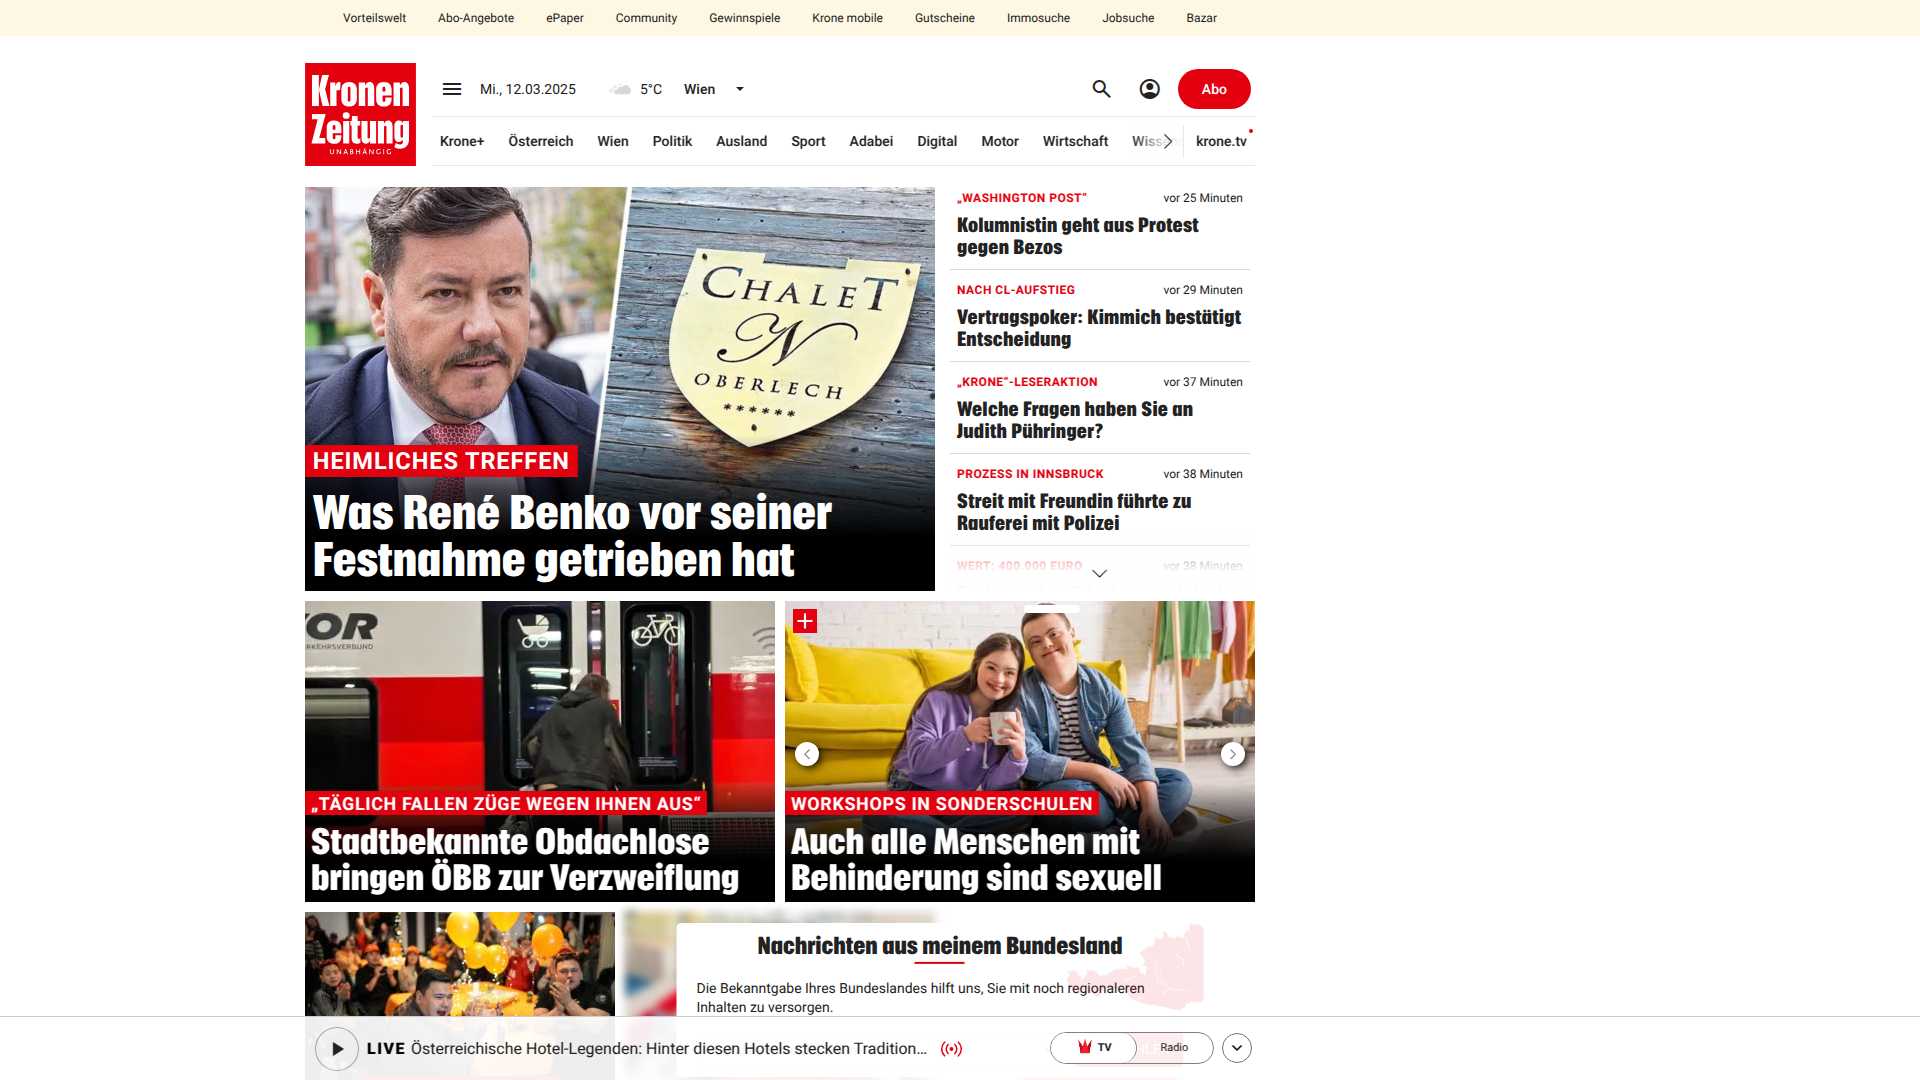 Vorteilswelt Abo-Angebote ePaper Community Gewinnspiele Krone mobile Gutscheine Immosuche Jobsuche Bazar
Kronen
Zeitung
UNABHÄNGIG
Mi., 12.03.2025 5°C Wien
Abo
Krone+ Österreich Wien Politik Ausland Sport Adabei Digital Motor Wirtschaft krone.tv
CHALET
N
OBERLECH
******
HEIMLICHES TREFFEN
Was René Benko vor seiner
Festnahme getrieben hat
„WASHINGTON POST“ vor 25 Minuten
Kolumnistin geht aus Protest
gegen Bezos
NACH CL-AUFSTIEG vor 29 Minuten
Vertragspoker: Kimmich bestätigt
Entscheidung
„KRONE“-LESERAKTION vor 37 Minuten
Welche Fragen haben Sie an
Judith Pühringer?
PROZESS IN INNSBRUCK vor 38 Minuten
Streit mit Freundin führte zu
Rauferei mit Polizei
WERT: 400.000 EURO vor 38 Minuten
„TÄGLICH FALLEN ZÜGE WEGEN IHNEN AUS“
Stadtbekannte Obdachlose
bringen ÖBB zur Verzweiflung
WORKSHOPS IN SONDERSCHULEN
Auch alle Menschen mit
Behinderung sind sexuell
Nachrichten aus meinem Bundesland
Die Bekanntgabe Ihres Bundeslandes hilft uns, Sie mit noch regionaleren
Inhalten zu versorgen.
LIVE Österreichische Hotel-Legenden: Hinter diesen Hotels stecken Tradition...
TV Radio